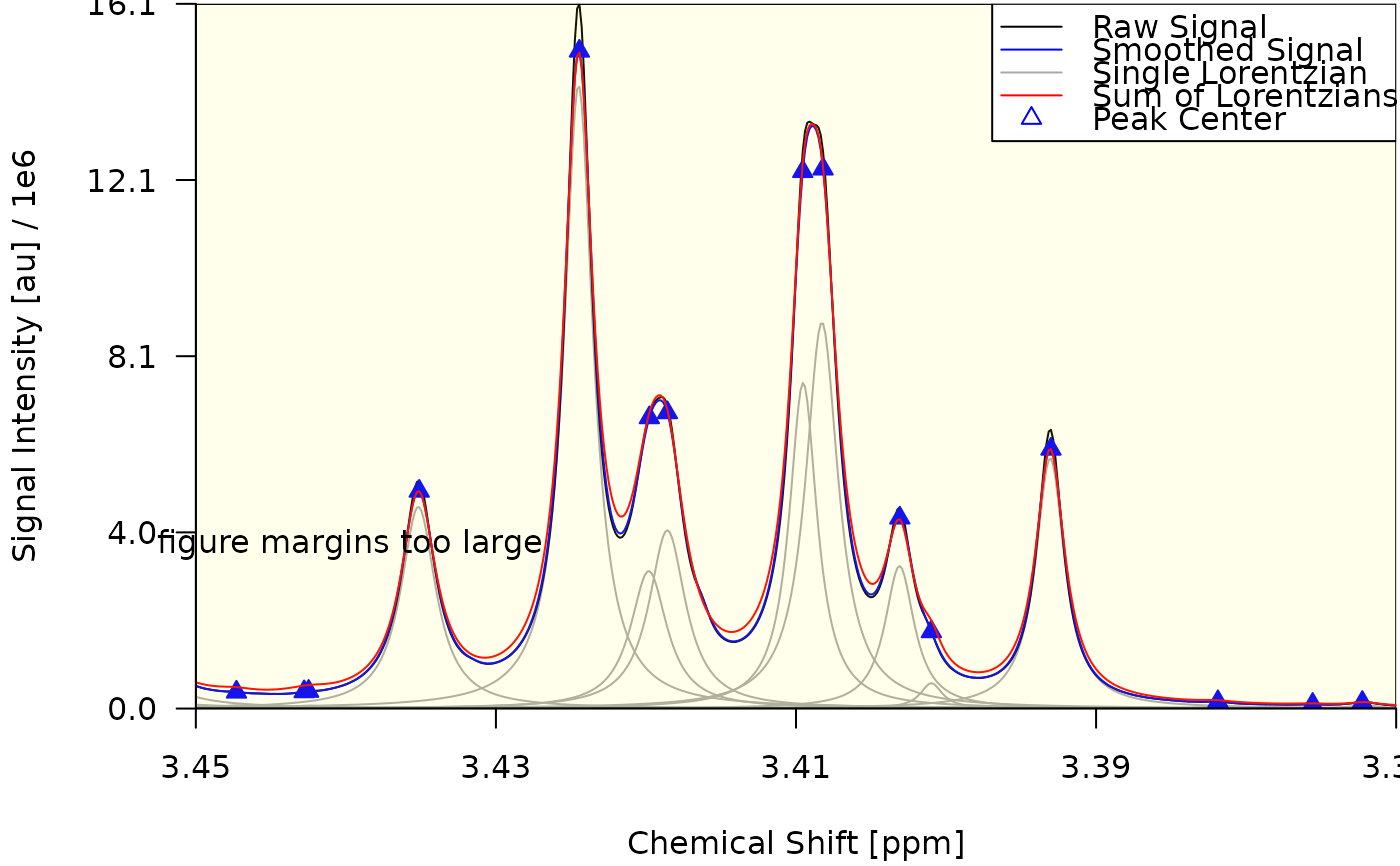 16.1
12.1
8.1
4.0
0.0
Signal Intensity [au] / 1e6
Raw Signal
Smoothed Signal
Single Lorentzian
Sum of Lorentzians
Peak Center
figure margins too large
3.45
3.43
3.41
3.39
Chemical Shift [ppm]